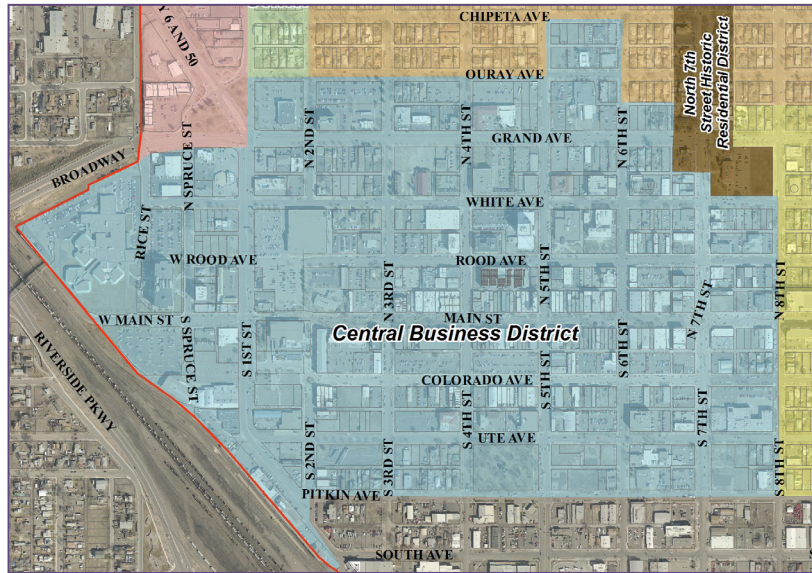 CHIPETA AVE
Y 6 AND 50
OURAY AVE
North 7th
Street Historic
Residential District
N SPRUCE ST
N 2ND ST
N 4TH ST
GRAND AVE
N 6TH ST
BROADWAY
WHITE AVE
RICE ST
W ROOD AVE
ROOD AVE
N 3RD ST
N 5TH ST
N 7TH ST
N 8TH ST
W MAIN ST
MAIN ST
Central Business District
S SPRUCE ST
S 1ST ST
S 6TH ST
RIVERSIDE PKWY
COLORADO AVE
S 5TH ST
S 4TH ST
UTE AVE
S 7TH ST
S 2ND ST
S 3RD ST
S 8TH ST
PITKIN AVE
SOUTH AVE